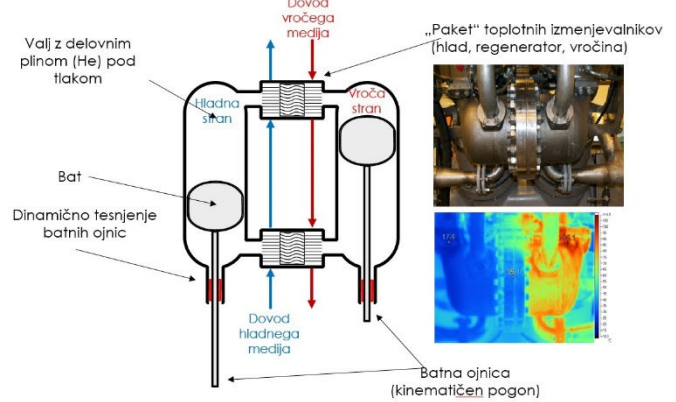 Dovod
vročega
medija
„Paket“ toplotnih izmenjevalnikov
(hlad, regenerator, vročina)
Valj z delovnim
plinom (He) pod
tlakom
Hladna
stran
Vroča
stran
Bat
Dinamično tesnjenje
batnih ojnic
Dovod
hladnega
medija
Batna ojnica
(kinematičen pogon)